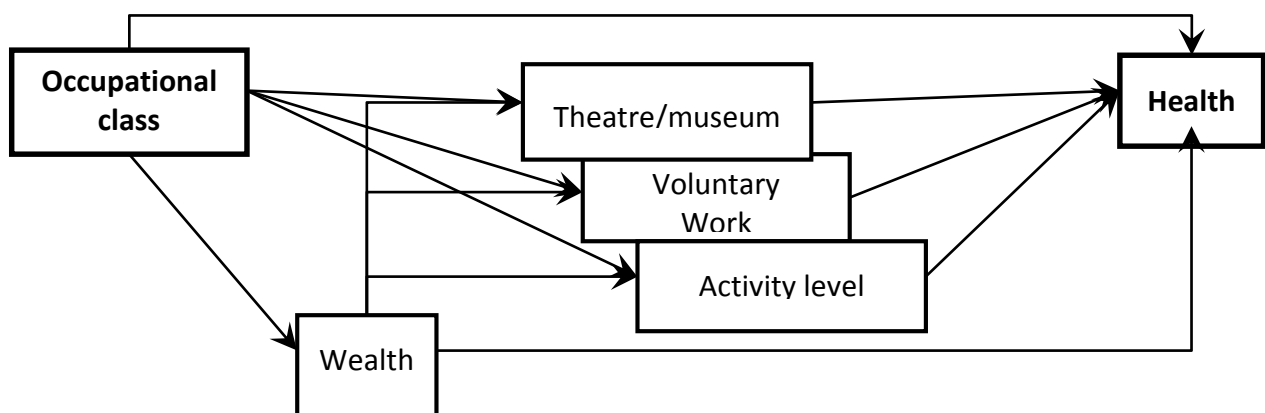 Occupational
class
Theatre/museum
Health
Voluntary
Work
Activity level
Wealth